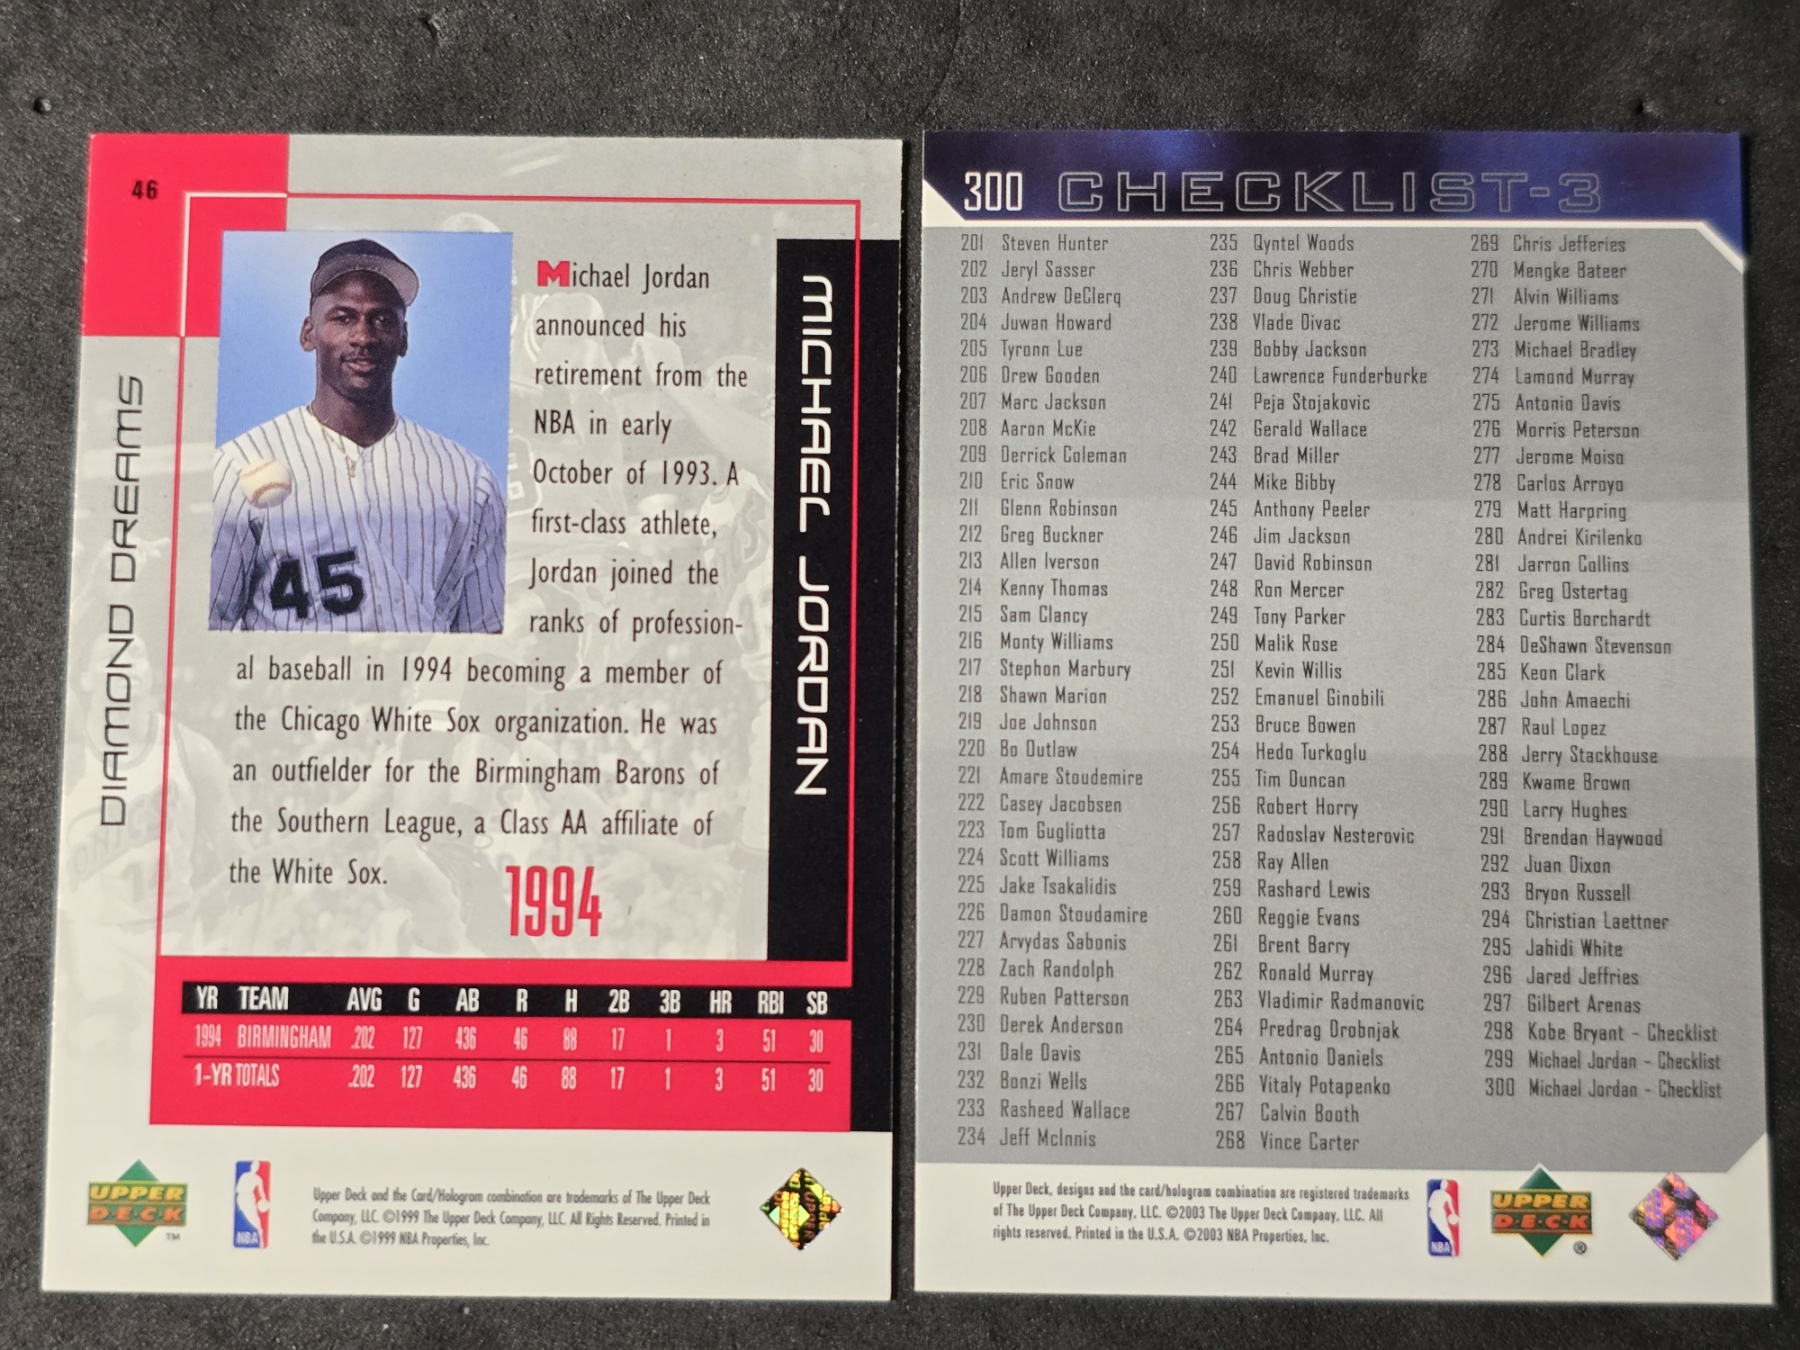 46
DIAMOND DREAMS
Michael Jordan
announced his
retirement from the
NBA in early
October of 1993. A
first-class athlete,
Jordan joined the
ranks of profession-
al baseball in 1994 becoming a member of
the Chicago White Sox organization. He was
an outfielder for the Birmingham Barons of
the Southern League, a Class AA affiliate of
the White Sox.
1994
45
MICHAEL JORDAN
YR TEAM AVG G AB R H 2B 3B HR RBI SB
1994 BIRMINGHAM .202 127 436 46 88 17 1 3 51 30
1-YR TOTALS .202 127 436 46 88 17 1 3 51 30
UPPER
DECK
TM
NBA
Upper Deck and the Card/Hologram combination are trademarks of The Upper Deck
Company, LLC. ©1999 The Upper Deck Company, LLC. All Rights Reserved. Printed in
the U.S.A. ©1999 NBA Properties, Inc.
300 CHECKLIST-3
201 Steven Hunter
202 Jeryl Sasser
203 Andrew DeClerq
204 Juwan Howard
205 Tyronn Lue
206 Drew Gooden
207 Marc Jackson
208 Aaron McKie
209 Derrick Coleman
210 Eric Snow
211 Glenn Robinson
212 Greg Buckner
213 Allen Iverson
214 Kenny Thomas
215 Sam Clancy
216 Monty Williams
217 Stephon Marbury
218 Shawn Marion
219 Joe Johnson
220 Bo Outlaw
221 Amare Stoudemire
222 Casey Jacobsen
223 Tom Gugliotta
224 Scott Williams
225 Jake Tsakalidis
226 Damon Stoudamire
227 Arvydas Sabonis
228 Zach Randolph
229 Ruben Patterson
230 Derek Anderson
231 Dale Davis
232 Bonzi Wells
233 Rasheed Wallace
234 Jeff McInnis
235 Qyntel Woods
236 Chris Webber
237 Doug Christie
238 Vlade Divac
239 Bobby Jackson
240 Lawrence Funderburke
241 Peja Stojakovic
242 Gerald Wallace
243 Brad Miller
244 Mike Bibby
245 Anthony Peeler
246 Jim Jackson
247 David Robinson
248 Ron Mercer
249 Tony Parker
250 Malik Rose
251 Kevin Willis
252 Emanuel Ginobili
253 Bruce Bowen
254 Hedo Turkoglu
255 Tim Duncan
256 Robert Horry
257 Radoslav Nesterovic
258 Ray Allen
259 Rashard Lewis
260 Reggie Evans
261 Brent Barry
262 Ronald Murray
263 Vladimir Radmanovic
264 Predrag Drobnjak
265 Antonio Daniels
266 Vitaly Potapenko
267 Calvin Booth
268 Vince Carter
269 Chris Jefferies
270 Mengke Bateer
271 Alvin Williams
272 Jerome Williams
273 Michael Bradley
274 Lamond Murray
275 Antonio Davis
276 Morris Peterson
277 Jerome Moiso
278 Carlos Arroyo
279 Matt Harpring
280 Andrei Kirilenko
281 Jarron Collins
282 Greg Ostertag
283 Curtis Borchardt
284 DeShawn Stevenson
285 Keon Clark
286 John Amaechi
287 Raul Lopez
288 Jerry Stackhouse
289 Kwame Brown
290 Larry Hughes
291 Brendan Haywood
292 Juan Dixon
293 Bryon Russell
294 Christian Laettner
295 Jahidi White
296 Jared Jeffries
297 Gilbert Arenas
298 Kobe Bryant - Checklist
299 Michael Jordan - Checklist
300 Michael Jordan - Checklist
Upper Deck, designs and the card/hologram combination are registered trademarks
of The Upper Deck Company, LLC. ©2003 The Upper Deck Company, LLC. All
rights reserved. Printed in the U.S.A. ©2003 NBA Properties, Inc.
NBA
UPPER
DECK
®